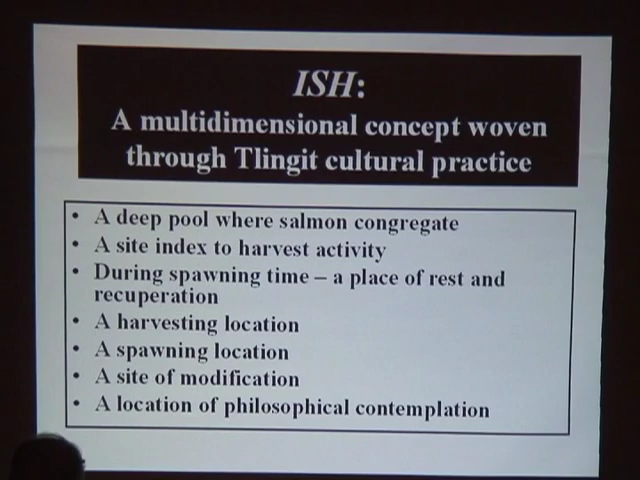 ISH:
A multidimensional concept woven
through Tlingit cultural practice
• A deep pool where salmon congregate
• A site index to harvest activity
• During spawning time – a place of rest and
recuperation
• A harvesting location
• A spawning location
• A site of modification
• A location of philosophical contemplation